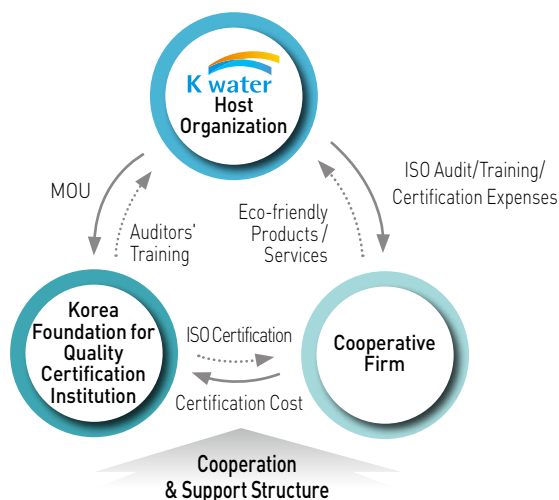 K water
Host
Organization
MOU
Auditors'
Training
Eco-friendly
Products /
Services
ISO Audit/Training/
Certification Expenses
Korea
Foundation for
Quality
Certification
Institution
ISO Certification
Certification Cost
Cooperative
Firm
Cooperation
& Support Structure